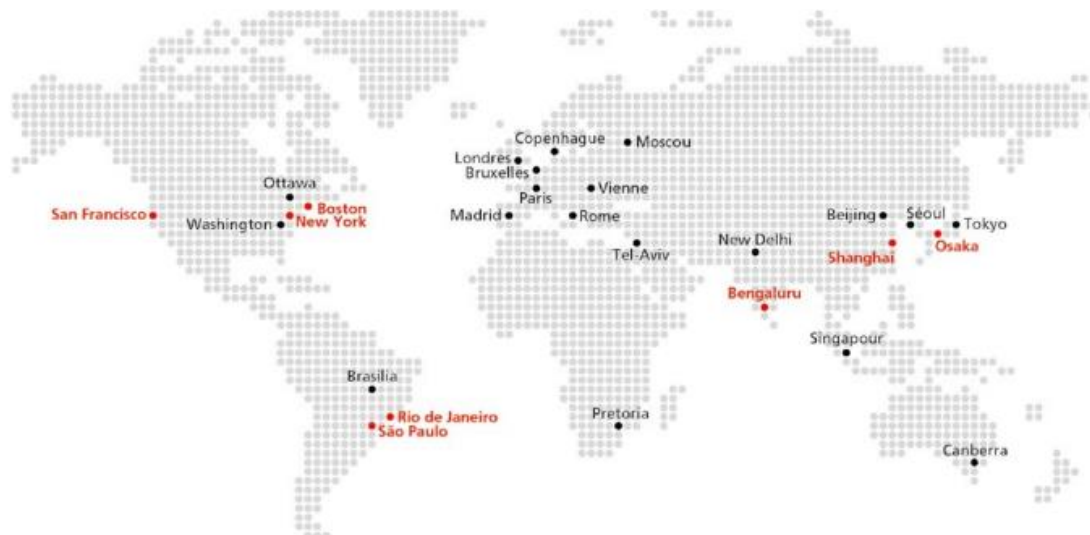 Copenhague
Moscou
Londres
Bruxelles
Ottawa
Paris
Vienne
San Francisco
Boston
New York
Washington
Madrid
Rome
Beijing
Séoul
Tokyo
Tel-Aviv
New Delhi
Shanghai
Osaka
Bengaluru
Singapour
Brasília
Rio de Janeiro
São Paulo
Pretoria
Canberra